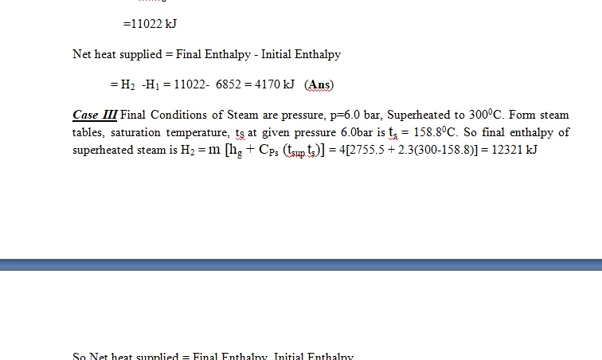 =11022 kJ
Net heat supplied = Final Enthalpy - Initial Enthalpy
= H2 -H1 = 11022- 6852 = 4170 kJ (Ans)
Case III Final Conditions of Steam are pressure, p=6.0 bar, Superheated to 300⁰C. Form steam
tables, saturation temperature, ts at given pressure 6.0bar is ts = 158.8⁰C. So final enthalpy of
superheated steam is H2 = m [hg + CPs (tsup ts)] = 4[2755.5 + 2.3(300-158.8)] = 12321 kJ
So Net heat supplied = Final Enthalpy Initial Enthalpy